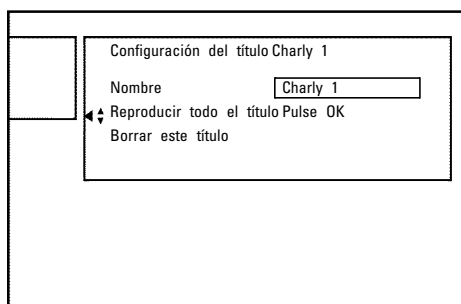 Configuración del título Charly 1
Nombre Charly 1
Reproducir todo el título Pulse OK
Borrar este título